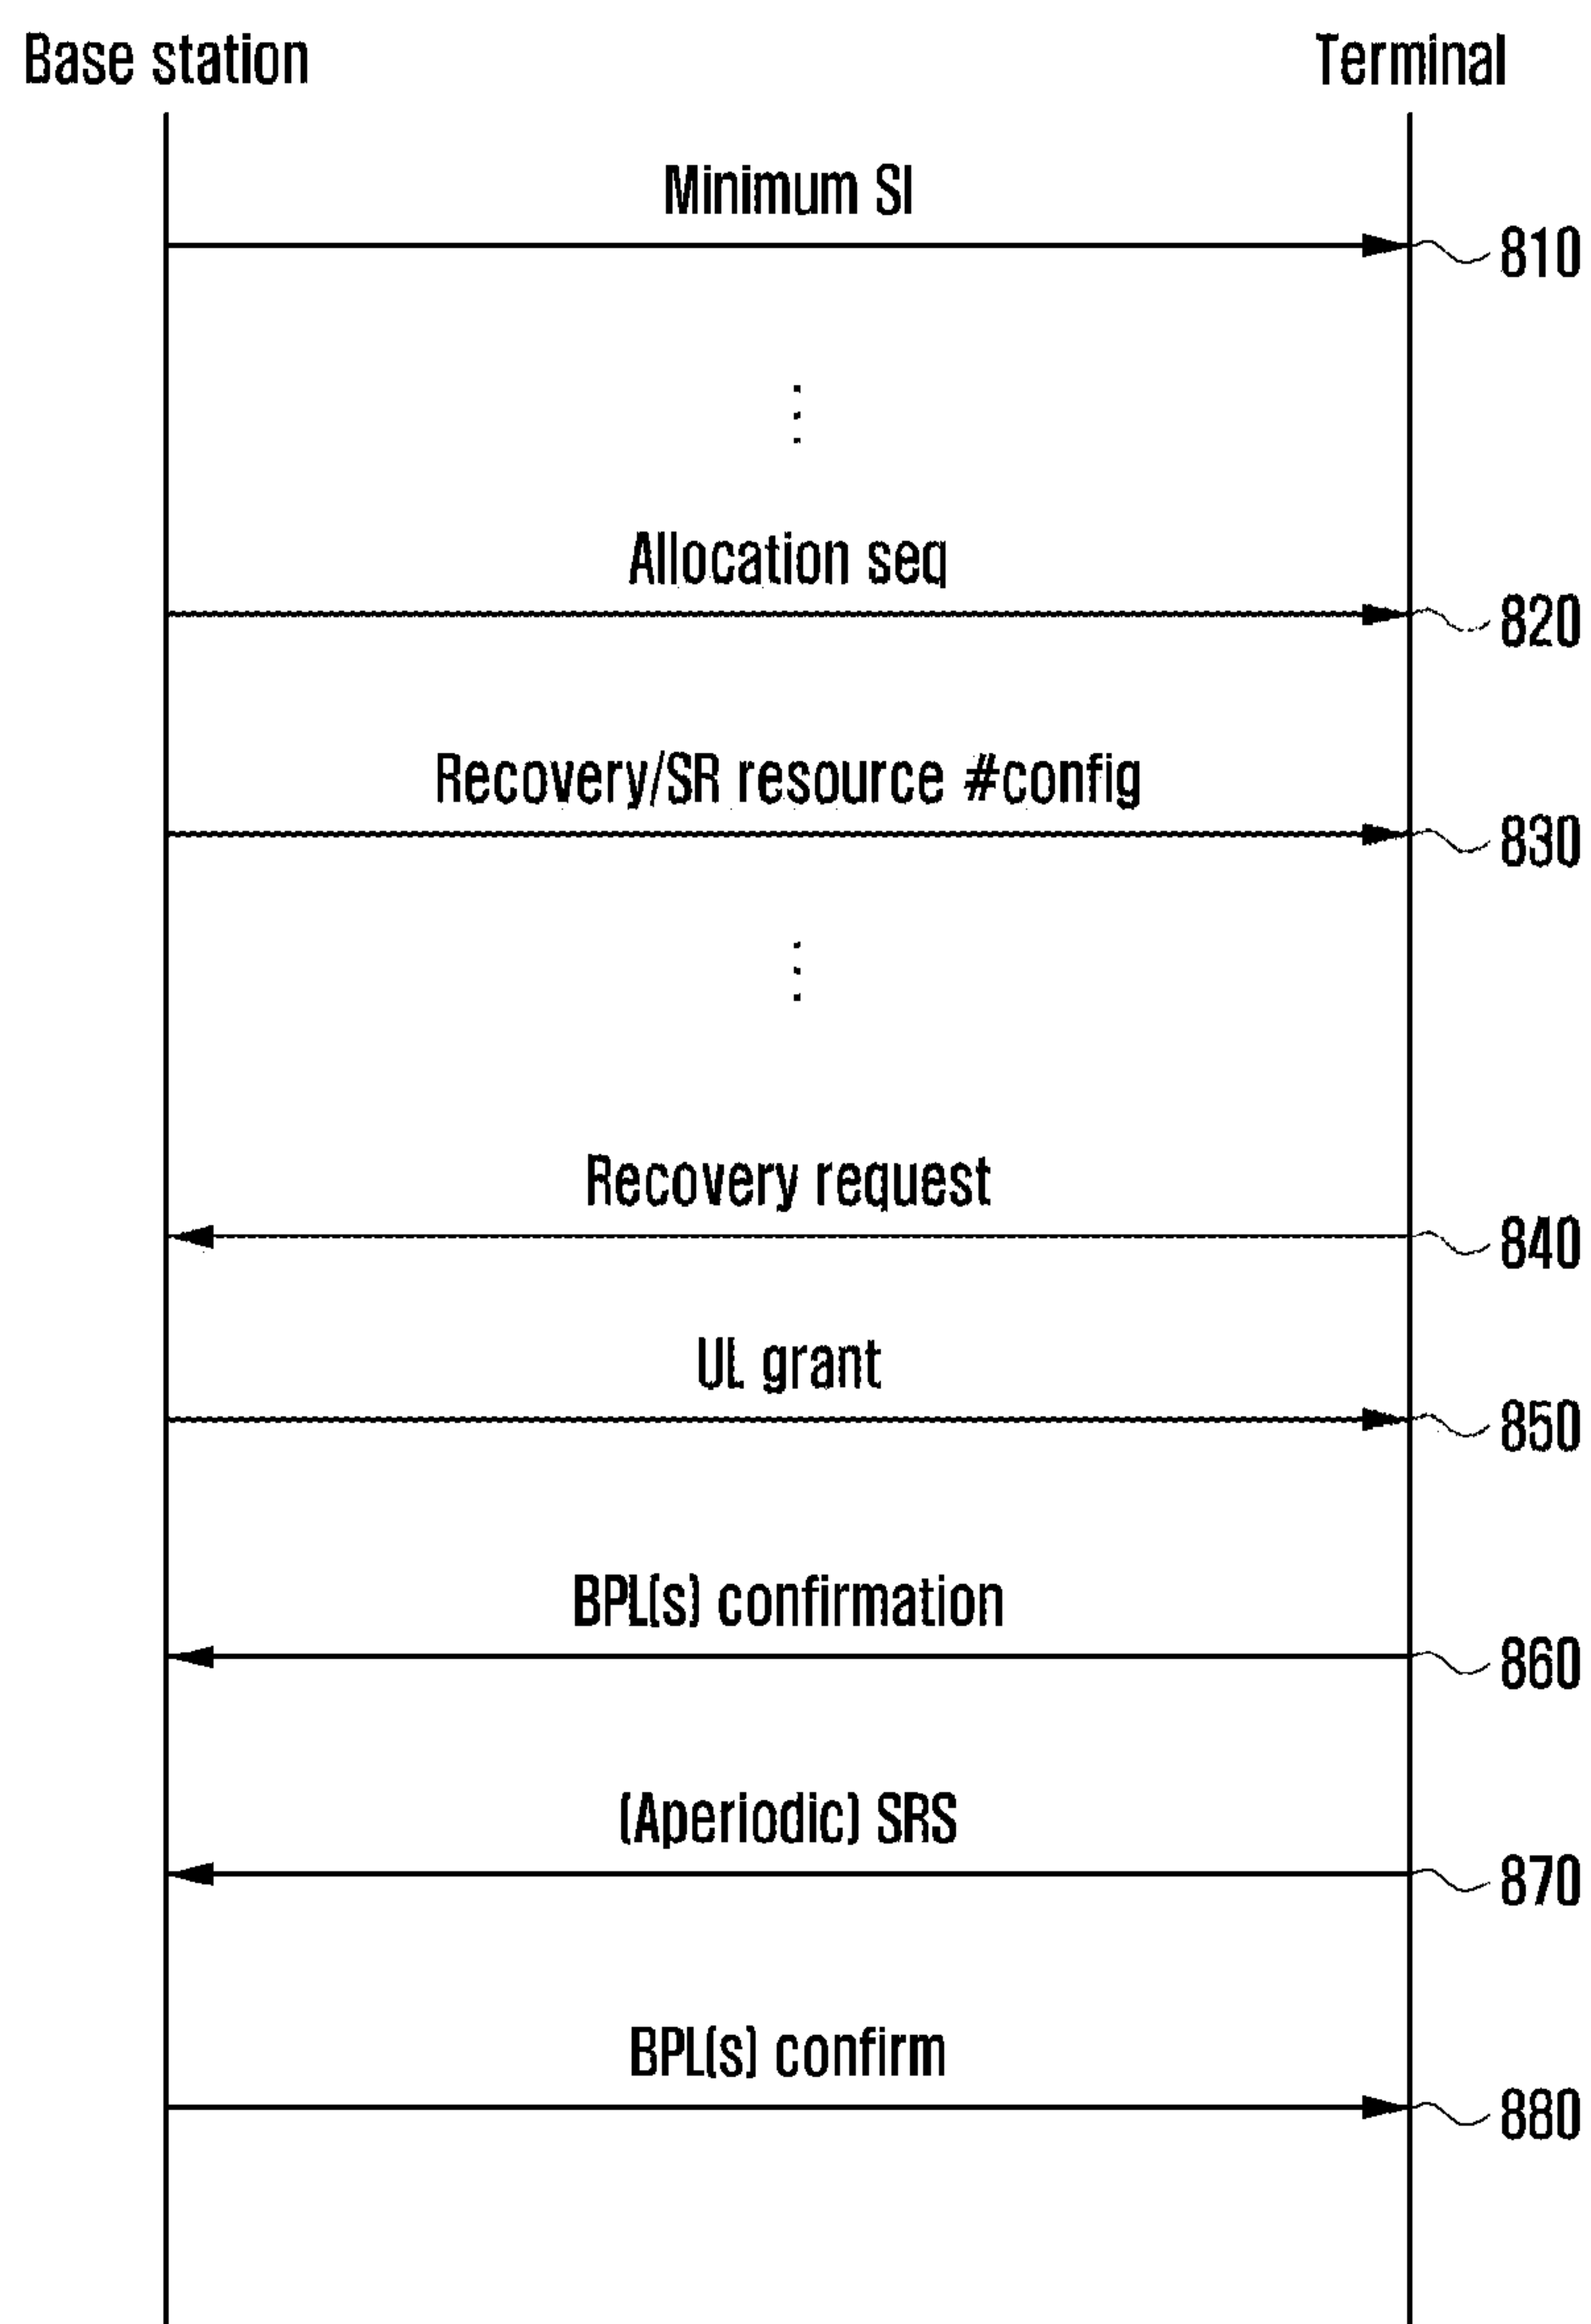 Base station Terminal
Minimum SI
810
Allocation seq
820
Recovery/SR resource #config
830
Recovery request
840
UL grant
850
BPL(s) confirmation
860
(Aperiodic) SRS
870
BPL(s) confirm
880